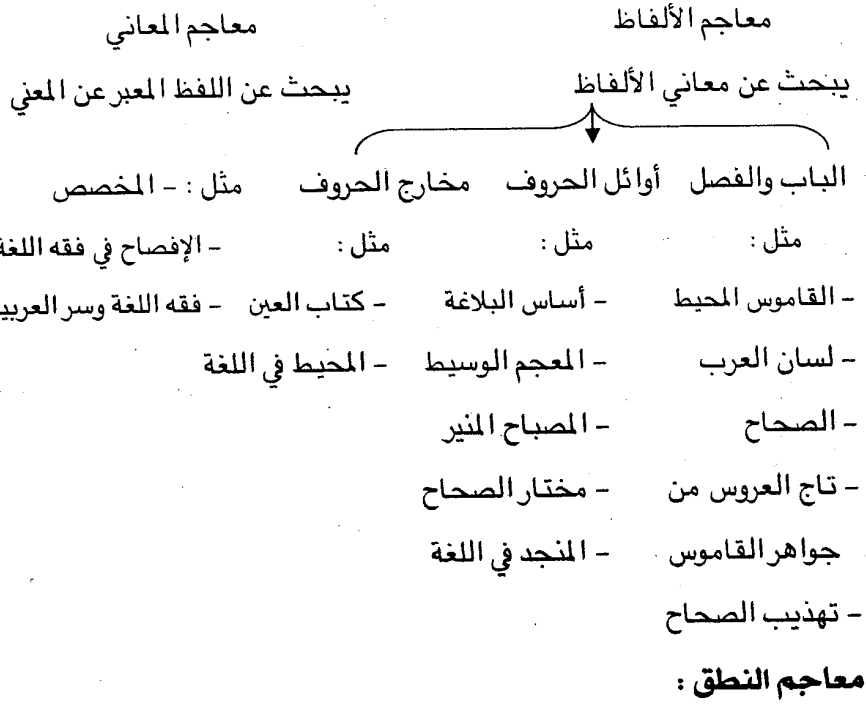 معاجم الألفاظ معاجم المعاني
يبحث عن معاني الألفاظ يبحث عن اللفظ المعبر عن المعني
الباب والفصل أوائل الحروف مخارج الحروف مثل : - المخصص
مثل : مثل : مثل : - الإفصاح في فقه اللغة
- القاموس المحيط - أساس البلاغة - كتاب العين - فقه اللغة وسر العربي
- لسان العرب - المعجم الوسيط - المحيط في اللغة
- الصحاح - المصباح المنير
- تاج العروس من - مختار الصحاح
جواهر القاموس - المنجد في اللغة
- تهذيب الصحاح
معاجم النطق :